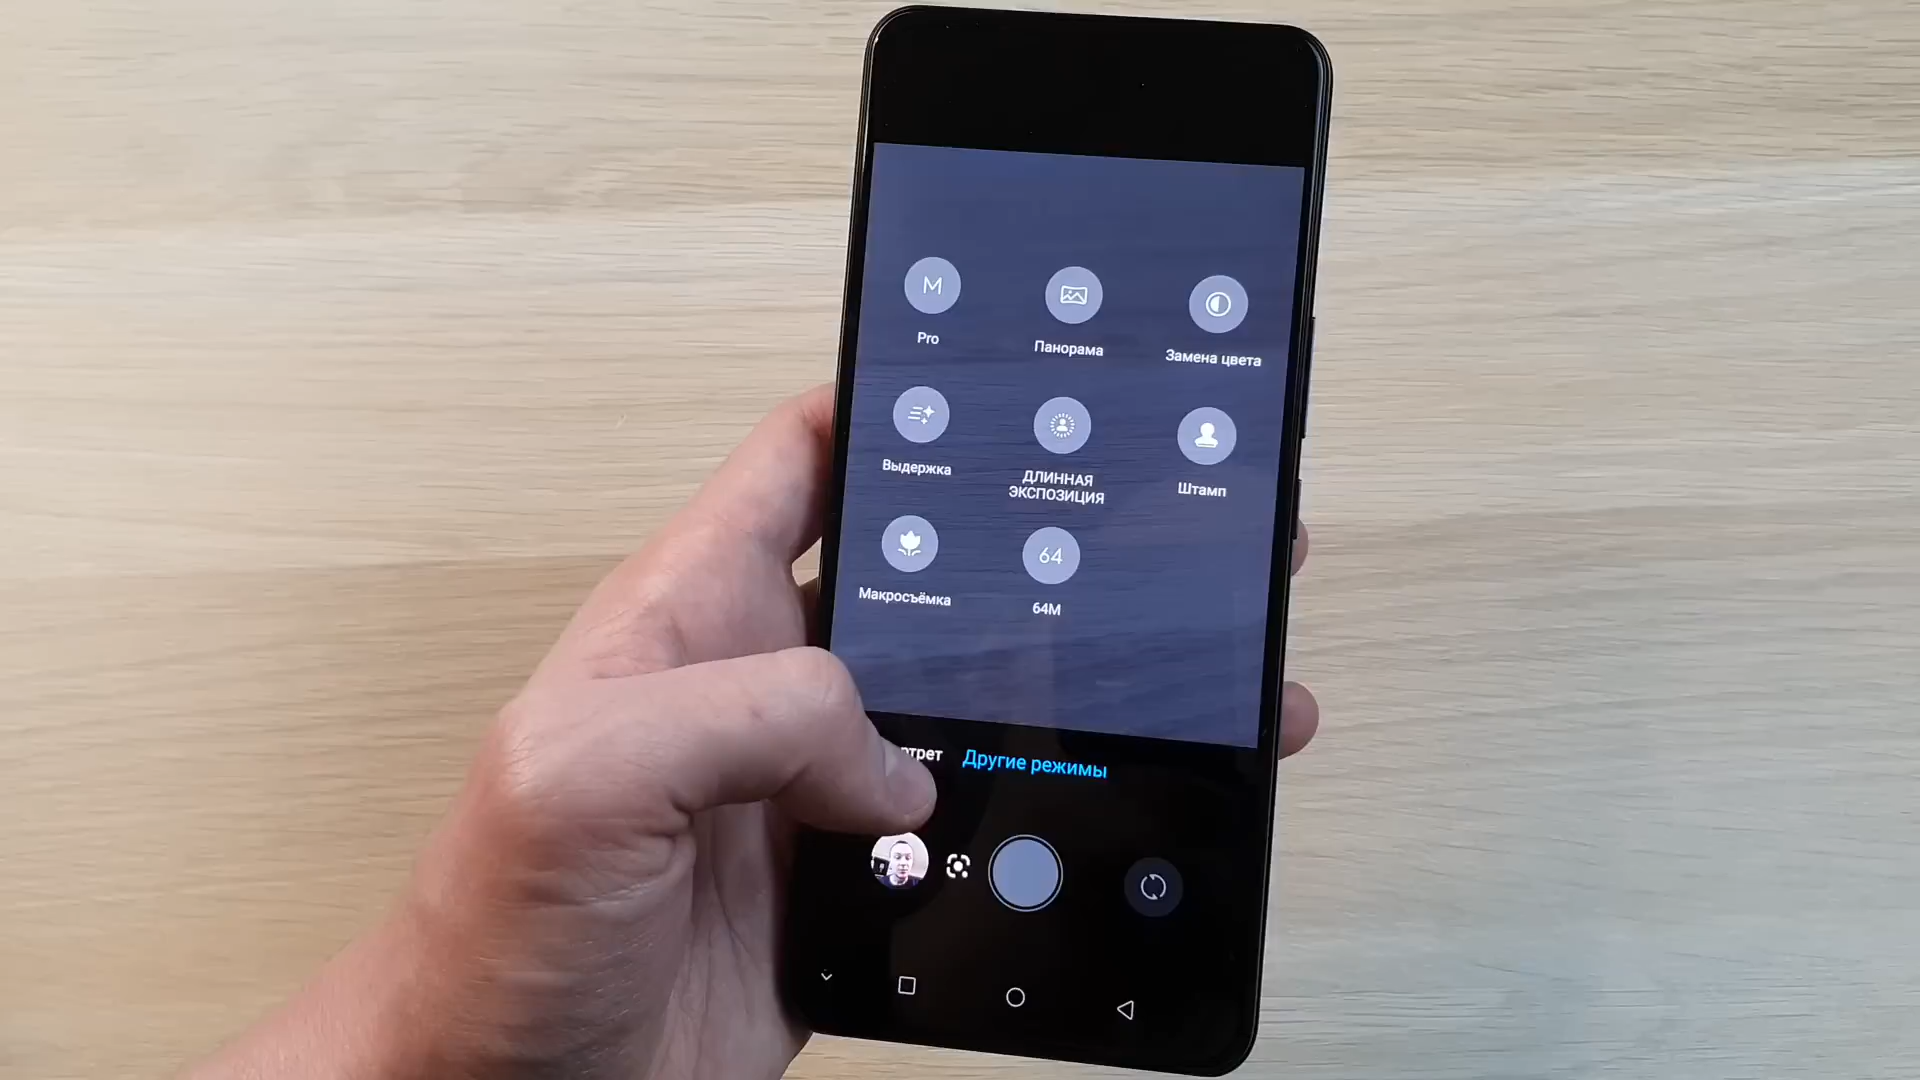 M
Pro
Панорама
Замена цвета
Выдержка
ДЛИННАЯ
ЭКСПОЗИЦИЯ
Штамп
Макросъёмка
64
64M
Другие режимы